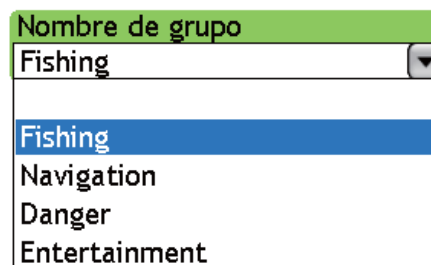 Nombre de grupo
Fishing
Fishing
Navigation
Danger
Entertainment